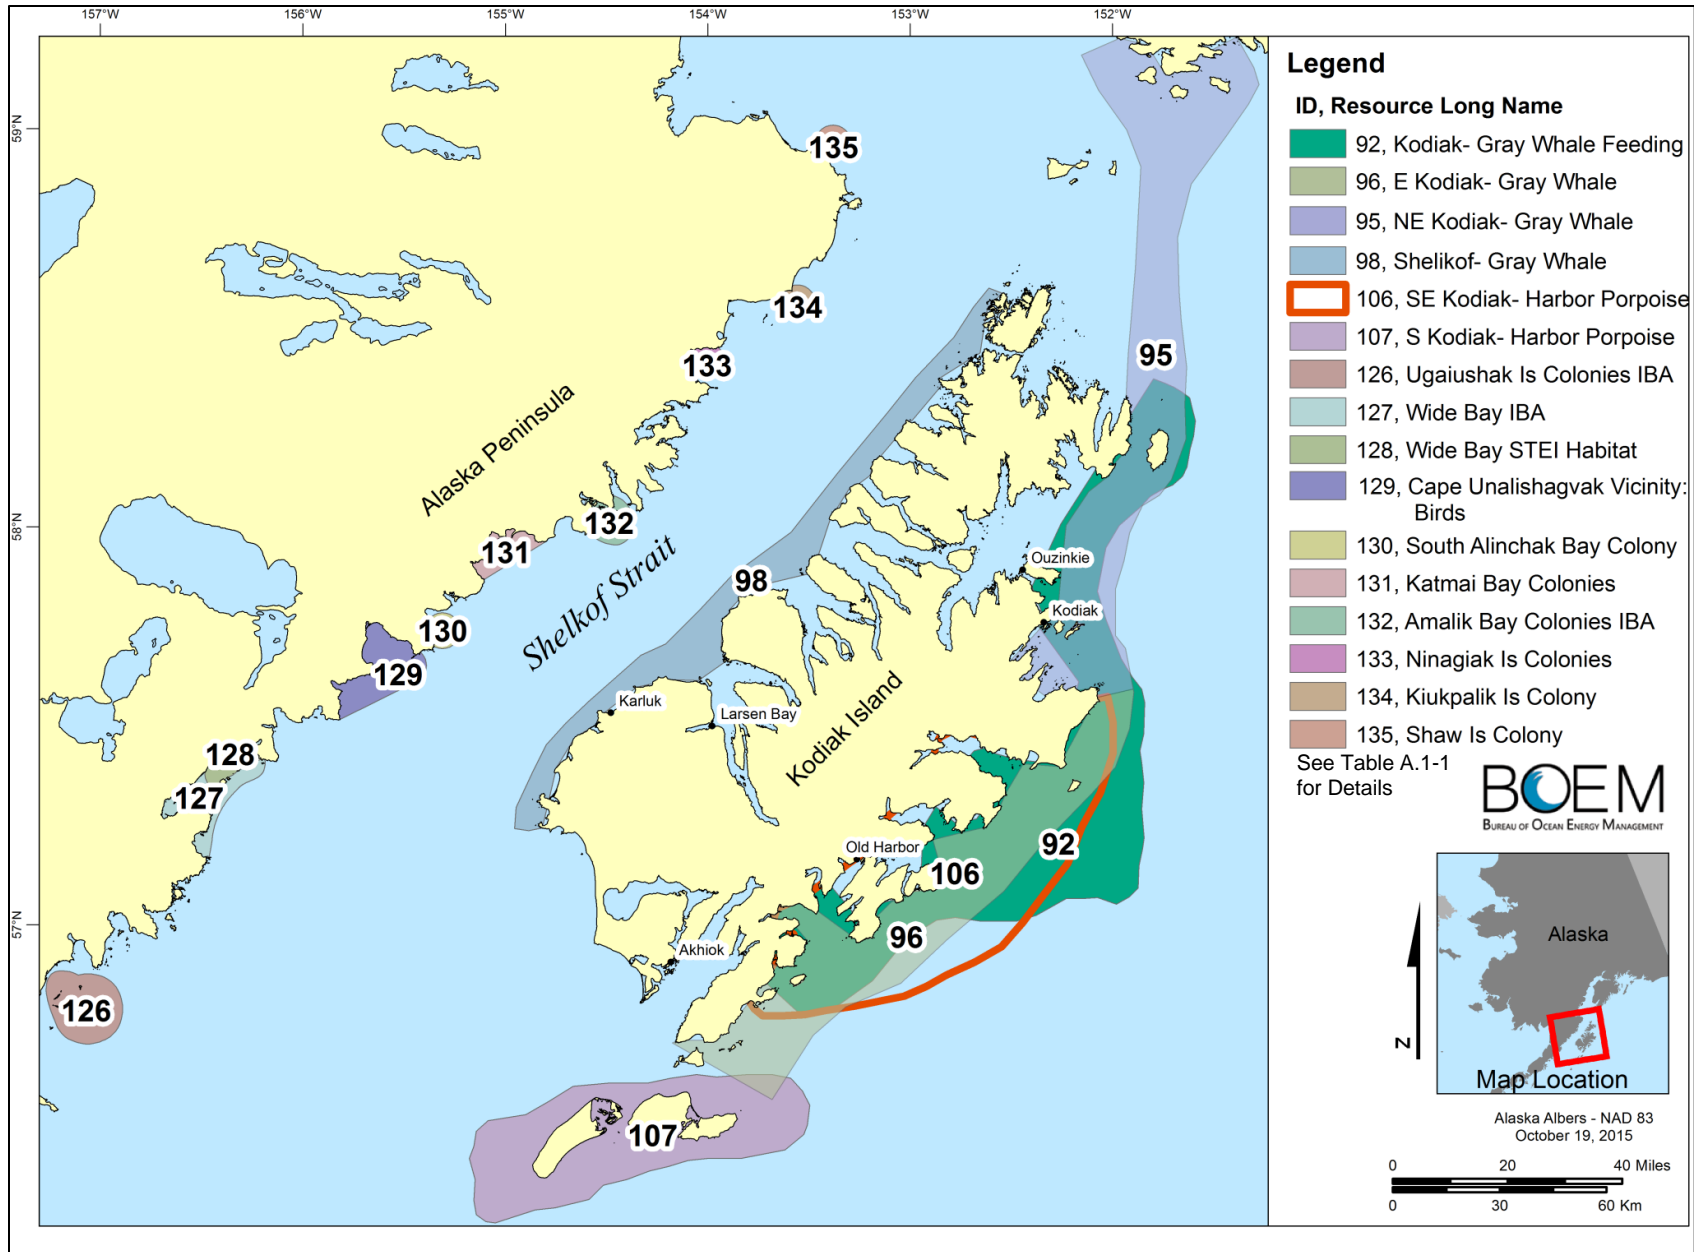 157°W
156°W
155°W
154°W
153°W
152°W
59°N
58°N
57°N
135
134
133
95
Alaska Peninsula
132
131
98
Shelkof Strait
Ouzinkie
Kodiak
130
129
Karluk
Larsen Bay
Kodiak Island
128
127
92
Old Harbor
106
96
Akhiok
126
107
Legend
ID, Resource Long Name
92, Kodiak- Gray Whale Feeding
96, E Kodiak- Gray Whale
95, NE Kodiak- Gray Whale
98, Shelikof- Gray Whale
106, SE Kodiak- Harbor Porpoise
107, S Kodiak- Harbor Porpoise
126, Ugaiushak Is Colonies IBA
127, Wide Bay IBA
128, Wide Bay STEI Habitat
129, Cape Unalishagvak Vicinity:
Birds
130, South Alinchak Bay Colony
131, Katmai Bay Colonies
132, Amalik Bay Colonies IBA
133, Ninagiak Is Colonies
134, Kiukpalik Is Colony
135, Shaw Is Colony
See Table A.1-1
for Details
BOEM
BUREAU OF OCEAN ENERGY MANAGEMENT
Alaska
Map Location
N
Alaska Albers - NAD 83
October 19, 2015
0 20 40 Miles
0 30 60 Km